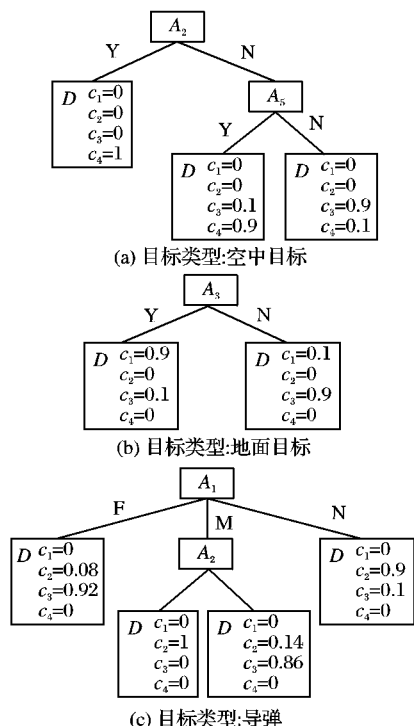 A₂
Y N
D c₁=0
c₂=0
c₃=0
c₄=1
A₅
Y N
D c₁=0
c₂=0
c₃=0.1
c₄=0.9
D c₁=0
c₂=0
c₃=0.9
c₄=0.1
(a) 目标类型:空中目标
A₃
Y N
D c₁=0.9
c₂=0
c₃=0.1
c₄=0
D c₁=0.1
c₂=0
c₃=0.9
c₄=0
(b) 目标类型:地面目标
A₁
F M N
D c₁=0
c₂=0.08
c₃=0.92
c₄=0
A₂
D c₁=0
c₂=0.9
c₃=0.1
c₄=0
D c₁=0
c₂=1
c₃=0
c₄=0
D c₁=0
c₂=0.14
c₃=0.86
c₄=0
(c) 目标类型:导弹